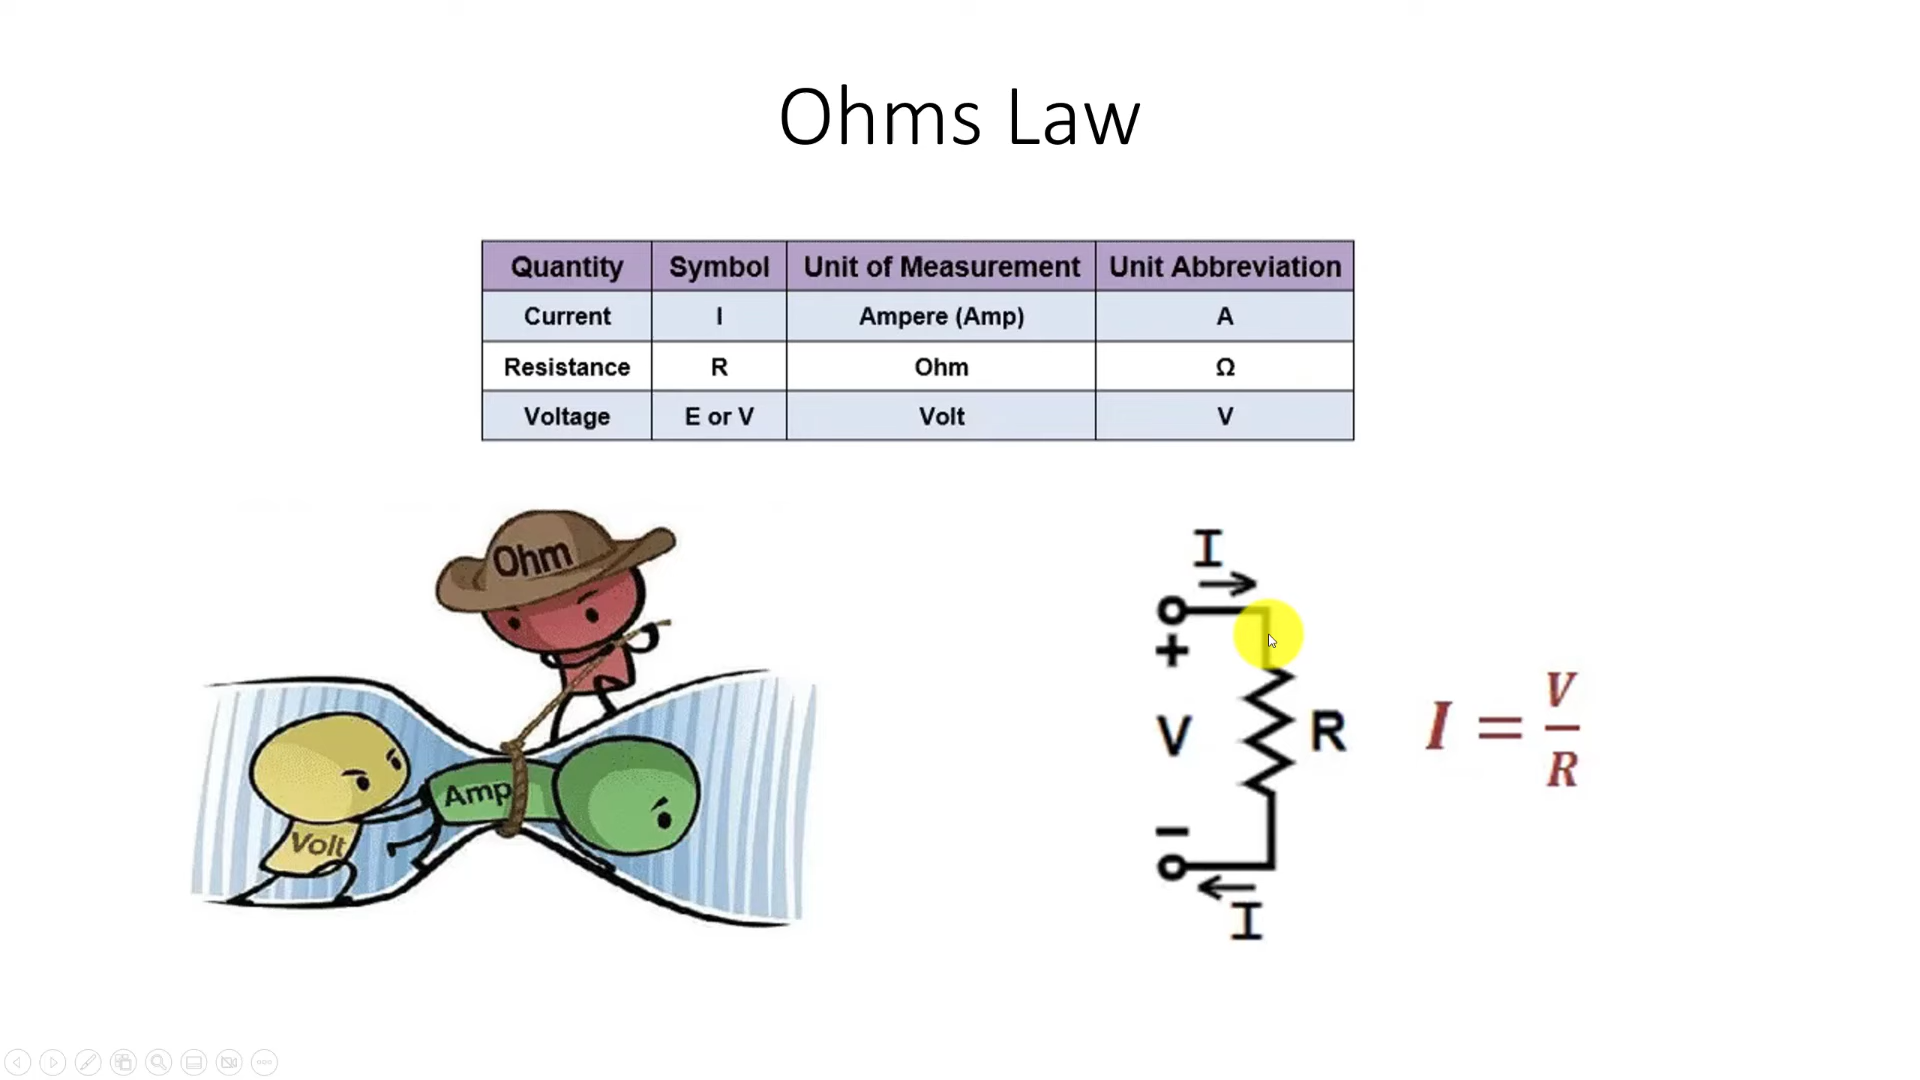 Ohms Law
Quantity Symbol Unit of Measurement Unit Abbreviation
Current I Ampere (Amp) A
Resistance R Ohm Ω
Voltage E or V Volt V
Ohm
Amp
Volt
I
+
V
R
−
I
I = V/R